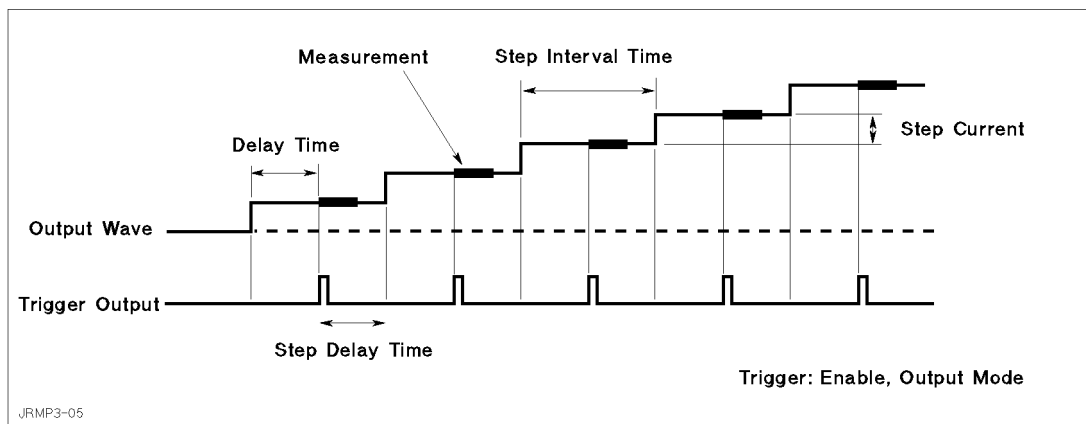 Measurement
Step Interval Time
Step Current
Delay Time
Output Wave
Trigger Output
Step Delay Time
Trigger: Enable, Output Mode
JRMP3-05